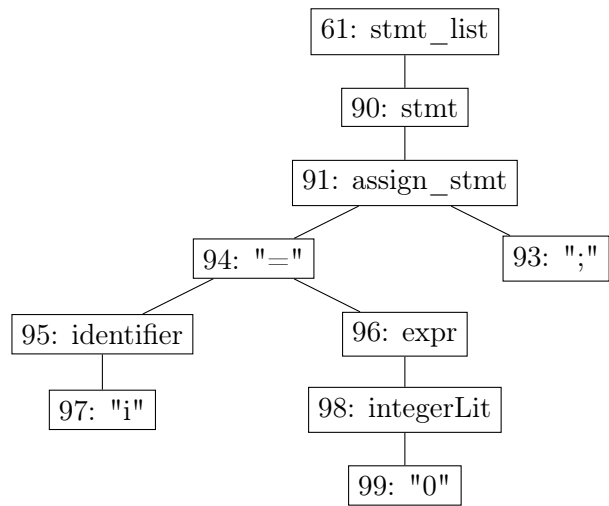 61: stmt_list
90: stmt
91: assign_stmt
94: "="
93: ";"
95: identifier
96: expr
97: "i"
98: integerLit
99: "0"